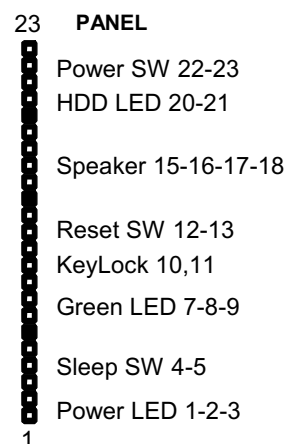 23 PANEL
Power SW 22-23
HDD LED 20-21
Speaker 15-16-17-18
Reset SW 12-13
KeyLock 10,11
Green LED 7-8-9
Sleep SW 4-5
Power LED 1-2-3
1